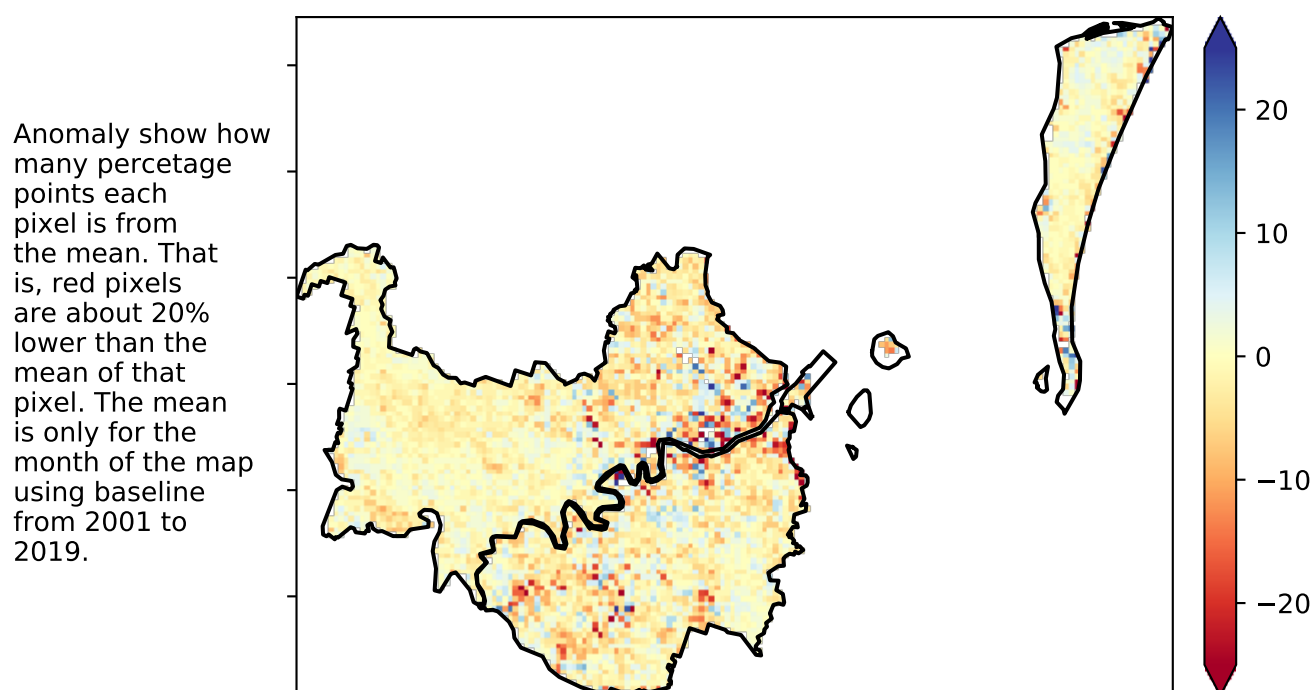 Anomaly show how
many percetage
points each
pixel is from
the mean. That
is, red pixels
are about 20%
lower than the
mean of that
pixel. The mean
is only for the
month of the map
using baseline
from 2001 to
2019.
20
10
0
−10
−20